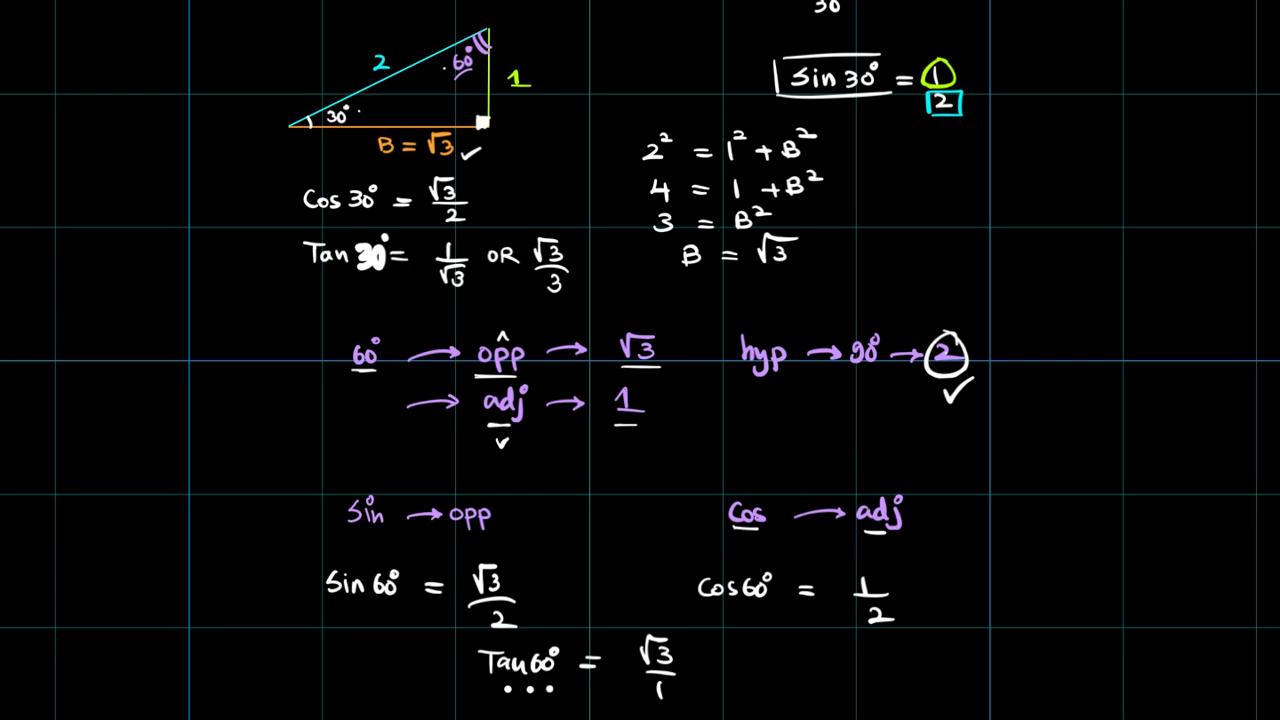 30
2
60°
1
30°
B = √3
Sin 30° = 1/2
2² = 1² + B²
4 = 1 + B²
3 = B²
B = √3
Cos 30° = √3/2
Tan 30° = 1/√3 OR √3/3
60° → opp → √3
→ adj → 1
hyp → 90° → 2
Sin → opp
Cos → adj
Sin 60° = √3/2
Cos 60° = 1/2
Tan 60° = √3/1